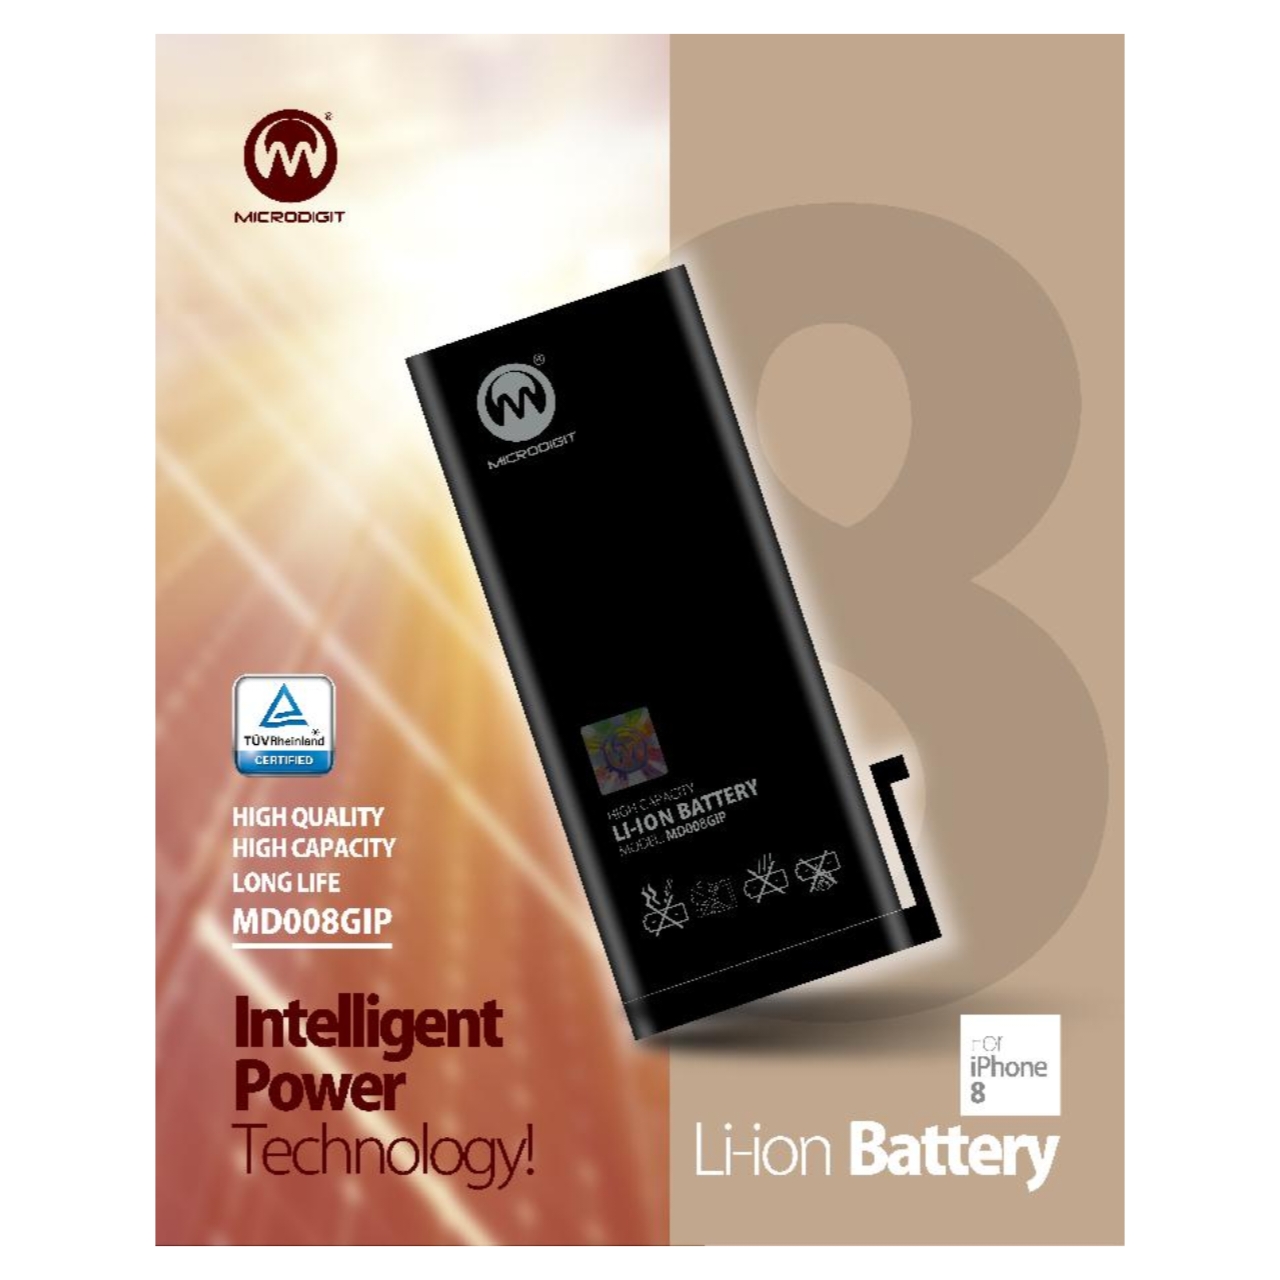 MICRODIGIT
®
MICRODIGIT
®
8
HIGH CAPACITY
LI-ION BATTERY
MODEL: MD008GIP
TÜVRheinland
CERTIFIED
HIGH QUALITY
HIGH CAPACITY
LONG LIFE
MD008GIP
Intelligent
Power
Technology!
For
iPhone
8
Li-ion Battery